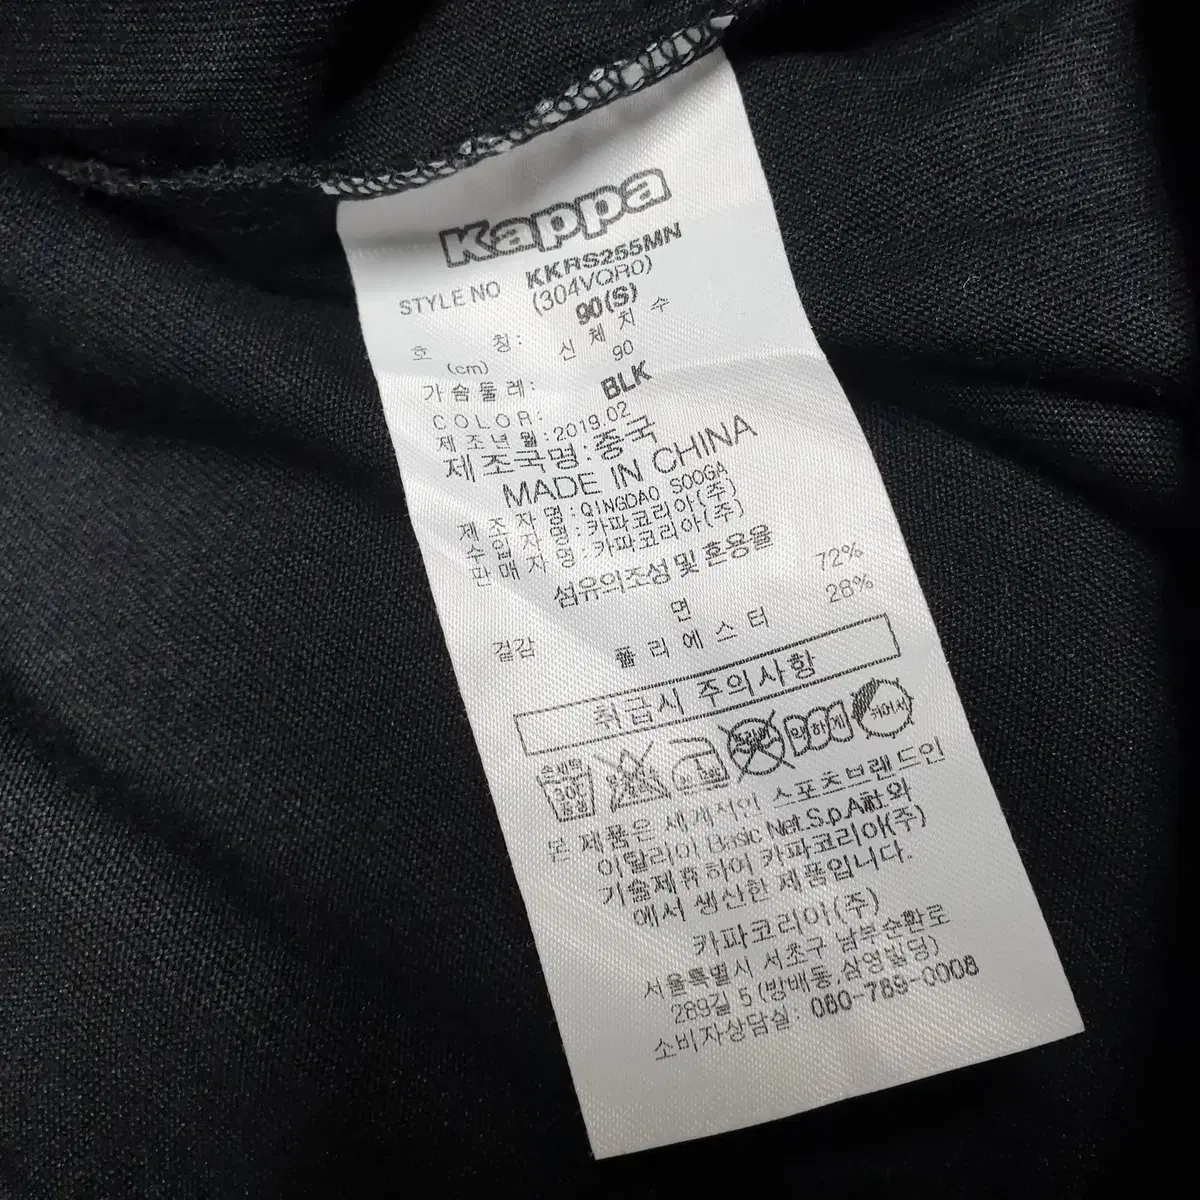 Kappa
STYLE NO KKRS255MN
(304VQR0)
호 칭: 90(S)
(cm) 신체치수
가슴둘레: 90
COLOR: BLK
제조년월:2019.02
제조국명:중국
MADE IN CHINA
제조자명:QINGDAO SOOGA
수입자명:카파코리아(주)
판매자명:카파코리아(주)
섬유의조성 및 혼용율
겉감 면 72%
폴리에스터 28%
취급시 주의사항
손세탁
약하게
본 제품은 세계적인 스포츠브랜드인
이탈리아 Basic Net.S.p.A社와
기술제휴하여 카파코리아(주)
에서 생산한 제품입니다.
카파코리아(주)
서울특별시 서초구 남부순환로
289길 5 (방배동,삼영빌딩)
소비자상담실: 080-789-0008